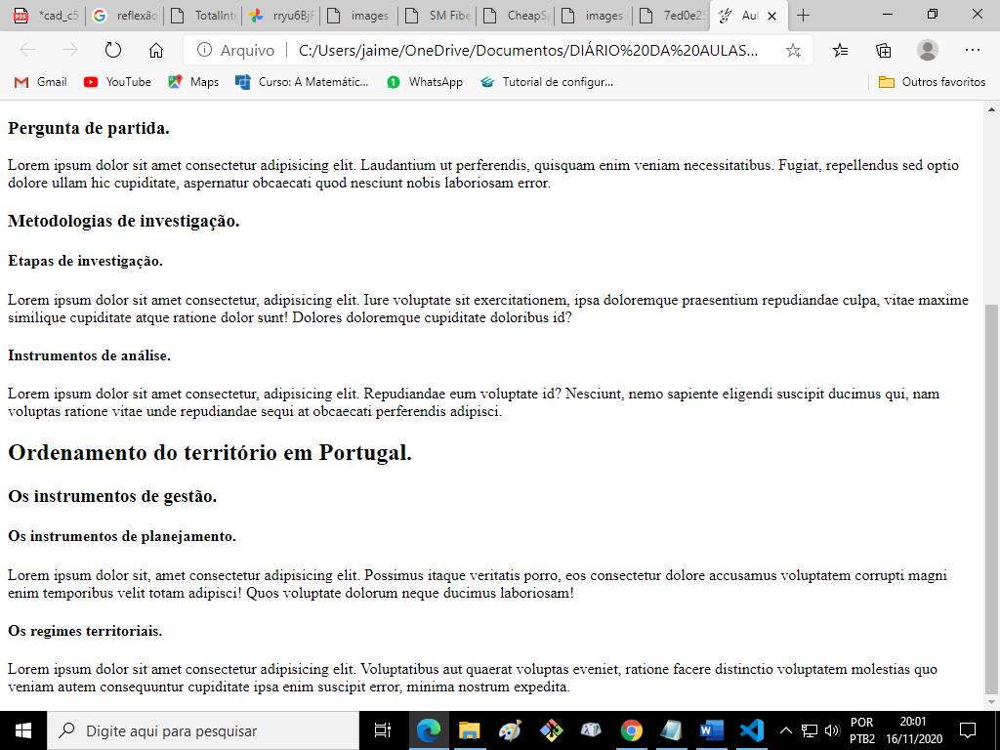 *cad_c5
reflexão
TotalInte
rryu6BjF
images
SM Fibe
CheapSp
images
7ed0e25
Aul
Arquivo
C:/Users/jaime/OneDrive/Documentos/DIÁRIO%20DA%20AULAS...
Gmail
YouTube
Maps
Curso: A Matemátic...
WhatsApp
Tutorial de configur...
Outros favoritos
Pergunta de partida.
Lorem ipsum dolor sit amet consectetur adipisicing elit. Laudantium ut perferendis, quisquam enim veniam necessitatibus. Fugiat, repellendus sed optio
dolore ullam hic cupiditate, aspernatur obcaecati quod nesciunt nobis laboriosam error.
Metodologias de investigação.
Etapas de investigação.
Lorem ipsum dolor sit amet consectetur, adipisicing elit. Iure voluptate sit exercitationem, ipsa doloremque praesentium repudiandae culpa, vitae maxime
similique cupiditate atque ratione dolor sunt! Dolores doloremque cupiditate doloribus id?
Instrumentos de análise.
Lorem ipsum dolor sit amet consectetur, adipisicing elit. Repudiandae eum voluptate id? Nesciunt, nemo sapiente eligendi suscipit ducimus qui, nam
voluptas ratione vitae unde repudiandae sequi at obcaecati perferendis adipisci.
Ordenamento do território em Portugal.
Os instrumentos de gestão.
Os instrumentos de planejamento.
Lorem ipsum dolor sit, amet consectetur adipisicing elit. Possimus itaque veritatis porro, eos consectetur dolore accusamus voluptatem corrupti magni
enim temporibus velit totam adipisci! Quos voluptate dolorum neque ducimus laboriosam!
Os regimes territoriais.
Lorem ipsum dolor sit amet consectetur adipisicing elit. Voluptatibus aut quaerat voluptas eveniet, ratione facere distinctio voluptatem molestias quo
veniam autem consequuntur cupiditate ipsa enim suscipit error, minima nostrum expedita.
Digite aqui para pesquisar
POR
PTB2
20:01
16/11/2020